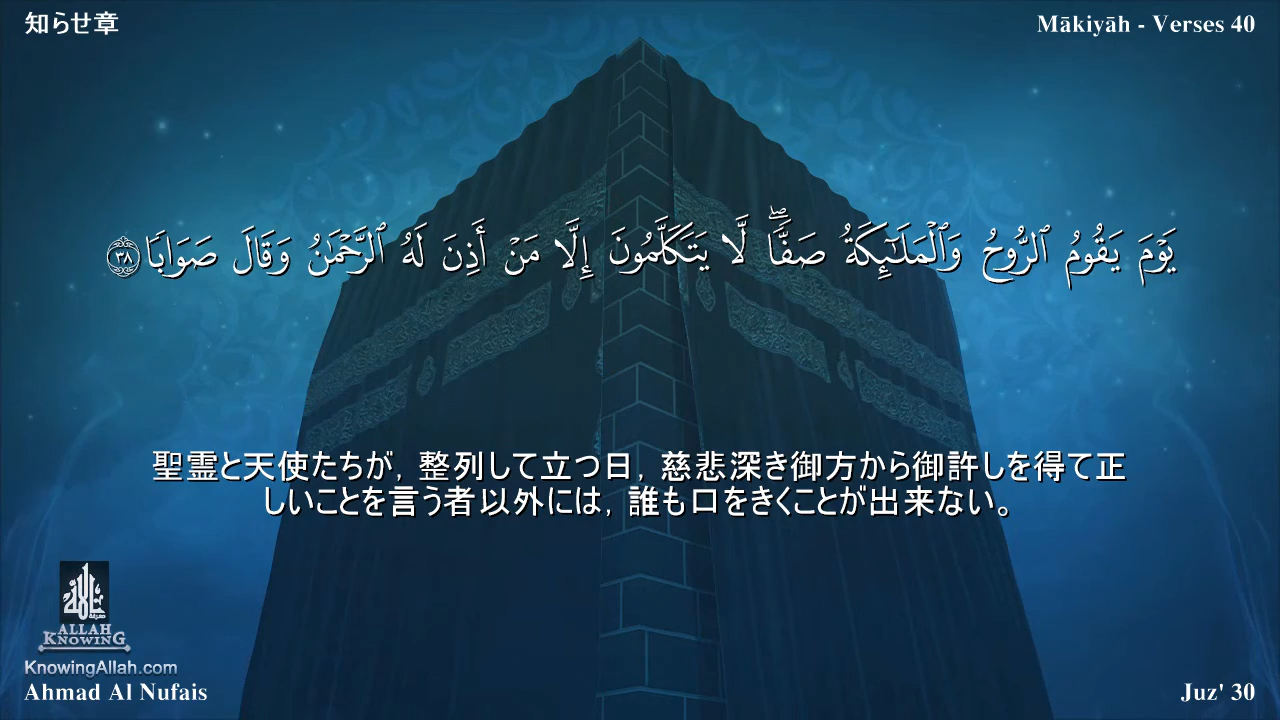 知らせ章
Mākiyāh - Verses 40
يَوْمَ يَقُومُ ٱلرُّوحُ وَٱلْمَلَـٰٓئِكَةُ صَفًّۭا ۖ لَّا يَتَكَلَّمُونَ إِلَّا مَنْ أَذِنَ لَهُ ٱلرَّحْمَـٰنُ وَقَالَ صَوَابًۭا ٣٨
聖霊と天使たちが，整列して立つ日，慈悲深き御方から御許しを得て正
しいことを言う者以外には，誰も口をきくことが出来ない。
ALLAH
KNOWING
KnowingAllah.com
Ahmad Al Nufais
Juz' 30